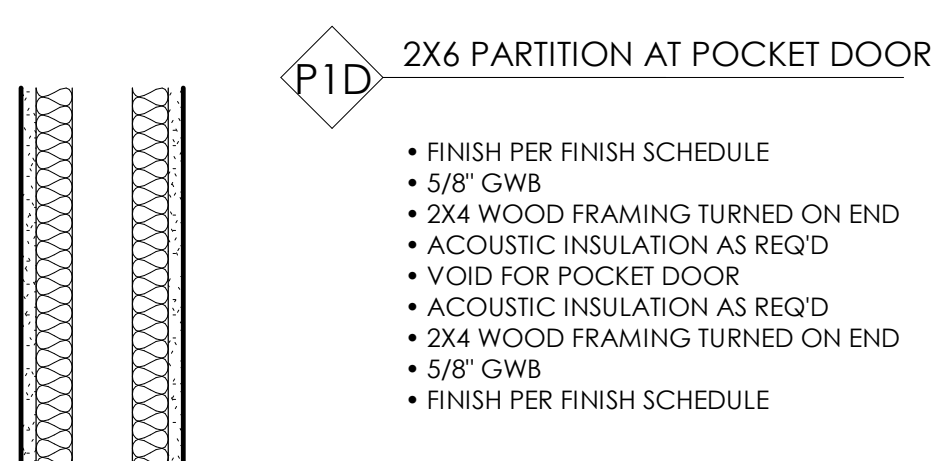 P1D
2X6 PARTITION AT POCKET DOOR
• FINISH PER FINISH SCHEDULE
• 5/8" GWB
• 2X4 WOOD FRAMING TURNED ON END
• ACOUSTIC INSULATION AS REQ'D
• VOID FOR POCKET DOOR
• ACOUSTIC INSULATION AS REQ'D
• 2X4 WOOD FRAMING TURNED ON END
• 5/8" GWB
• FINISH PER FINISH SCHEDULE